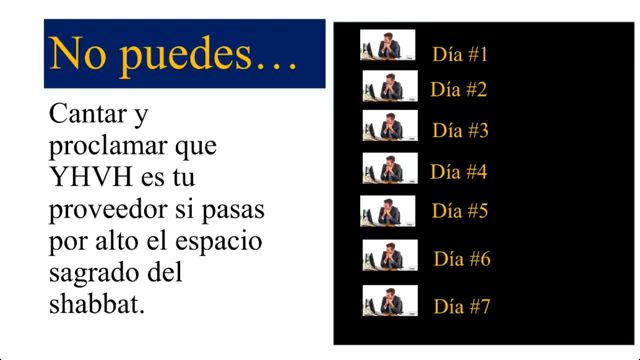 No puedes…
Cantar y
proclamar que
YHVH es tu
proveedor si pasas
por alto el espacio
sagrado del
shabbat.
Día #1
Día #2
Día #3
Día #4
Día #5
Día #6
Día #7